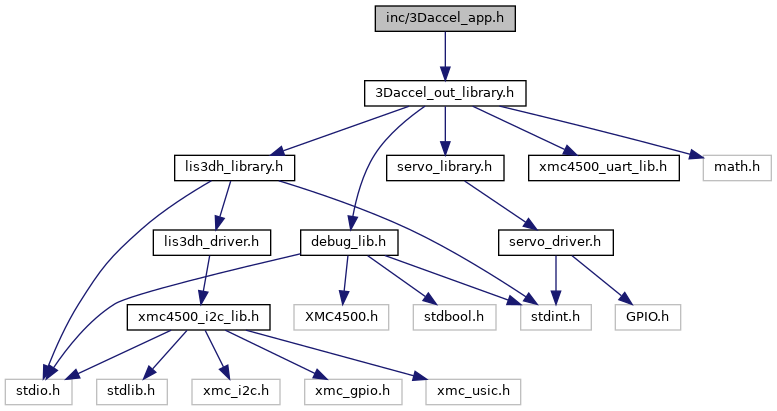 inc/3Daccel_app.h
3Daccel_out_library.h
lis3dh_library.h
servo_library.h
xmc4500_uart_lib.h
math.h
lis3dh_driver.h
debug_lib.h
servo_driver.h
xmc4500_i2c_lib.h
XMC4500.h
stdbool.h
stdint.h
GPIO.h
stdio.h
stdlib.h
xmc_i2c.h
xmc_gpio.h
xmc_usic.h